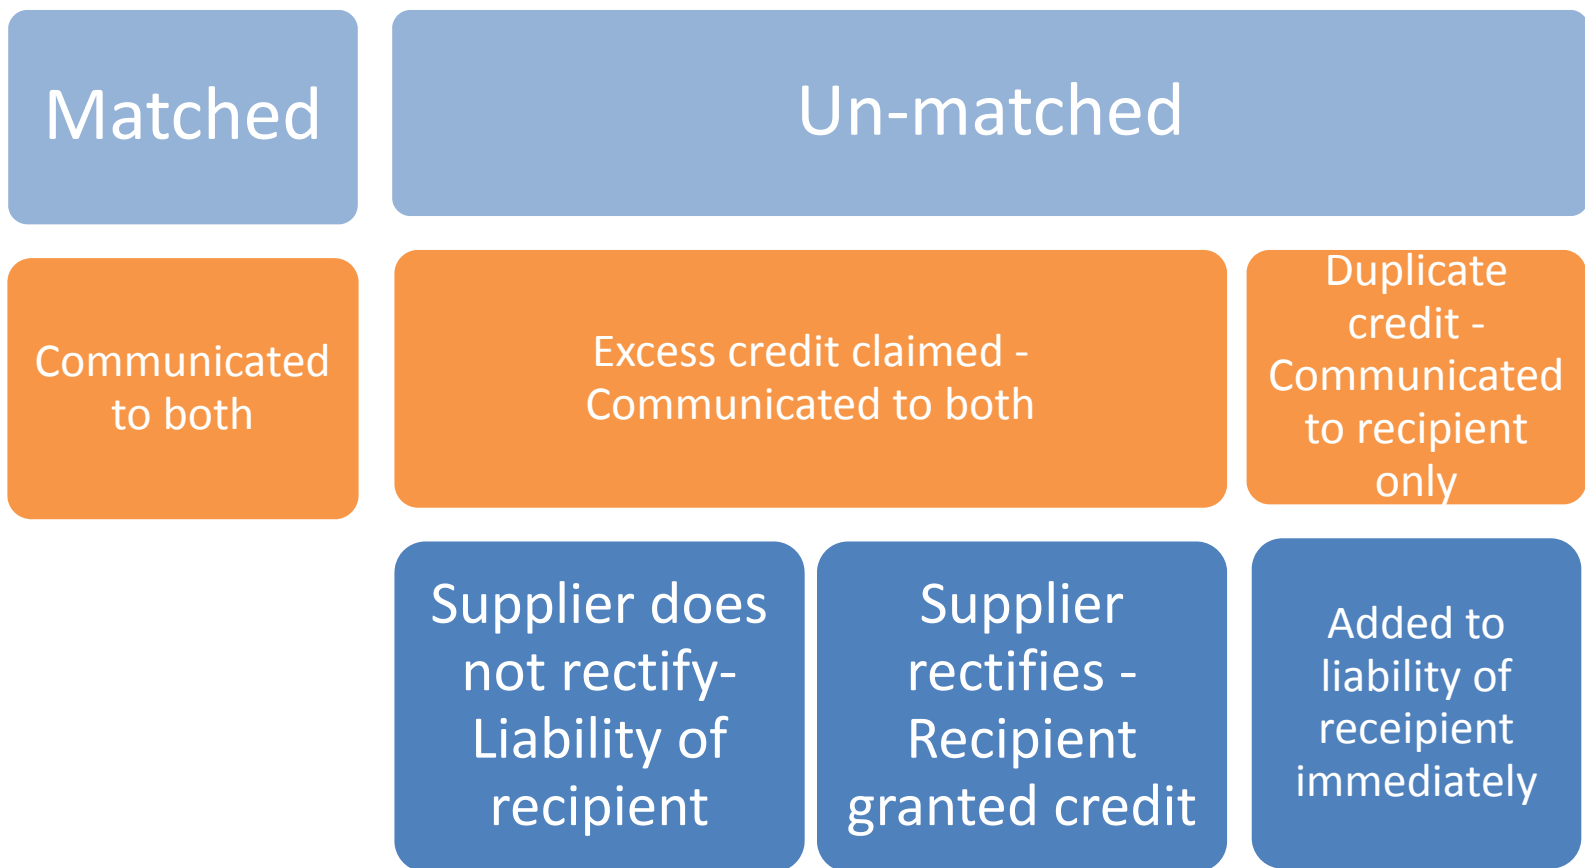 Matched
Un-matched
Communicated
to both
Excess credit claimed -
Communicated to both
Duplicate
credit -
Communicated
to recipient
only
Supplier does
not rectify-
Liability of
recipient
Supplier
rectifies -
Recipient
granted credit
Added to
liability of
receipient
immediately